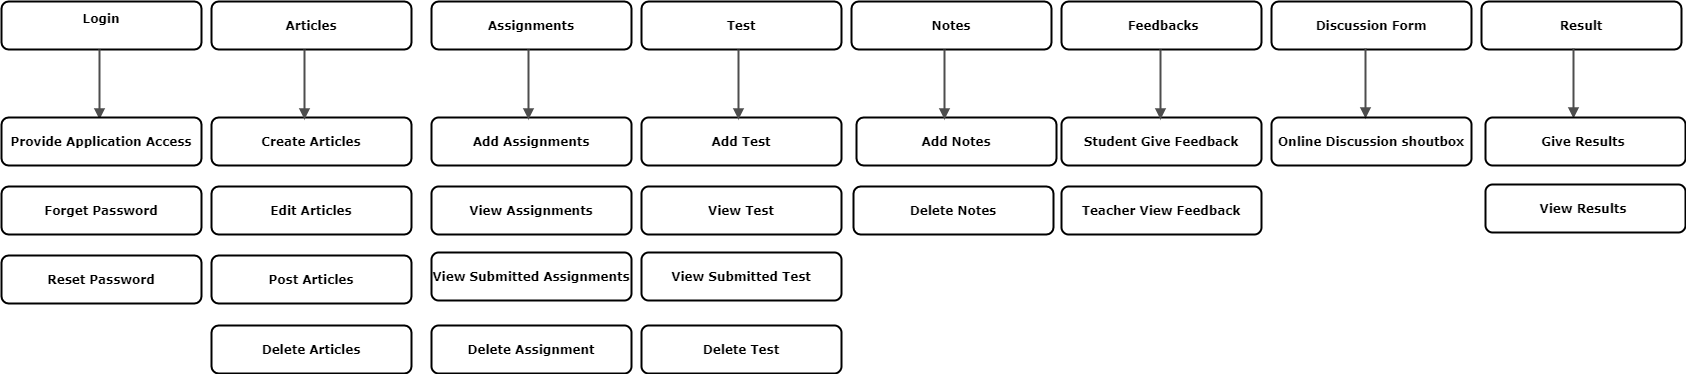 Login
Articles
Assignments
Test
Notes
Feedbacks
Discussion Form
Result
Provide Application Access
Create Articles
Add Assignments
Add Test
Add Notes
Student Give Feedback
Online Discussion shoutbox
Give Results
Forget Password
Edit Articles
View Assignments
View Test
Delete Notes
Teacher View Feedback
View Results
Reset Password
Post Articles
View Submitted Assignments
View Submitted Test
Delete Articles
Delete Assignment
Delete Test